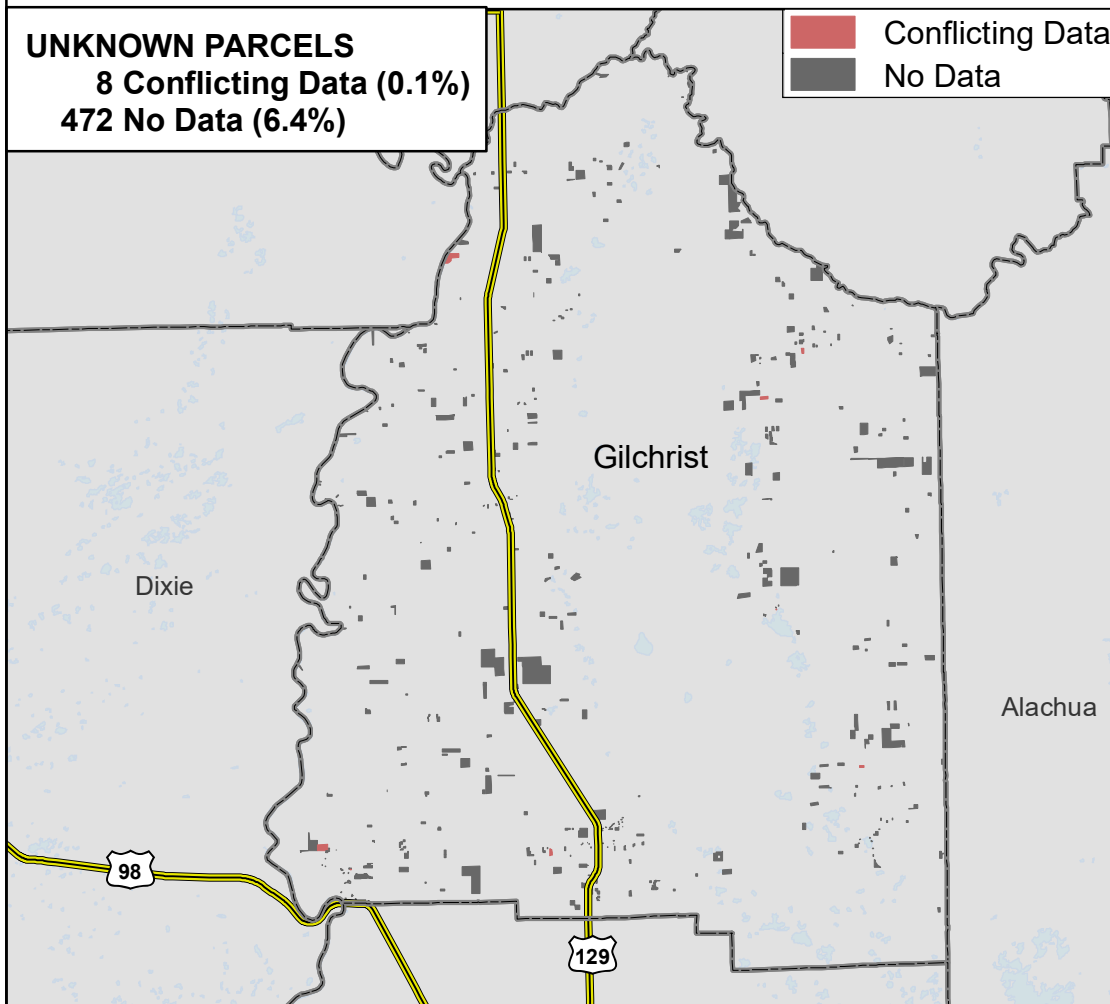 UNKNOWN PARCELS
8 Conflicting Data (0.1%)
472 No Data (6.4%)
Conflicting Data
No Data
Gilchrist
Dixie
Alachua
98
129